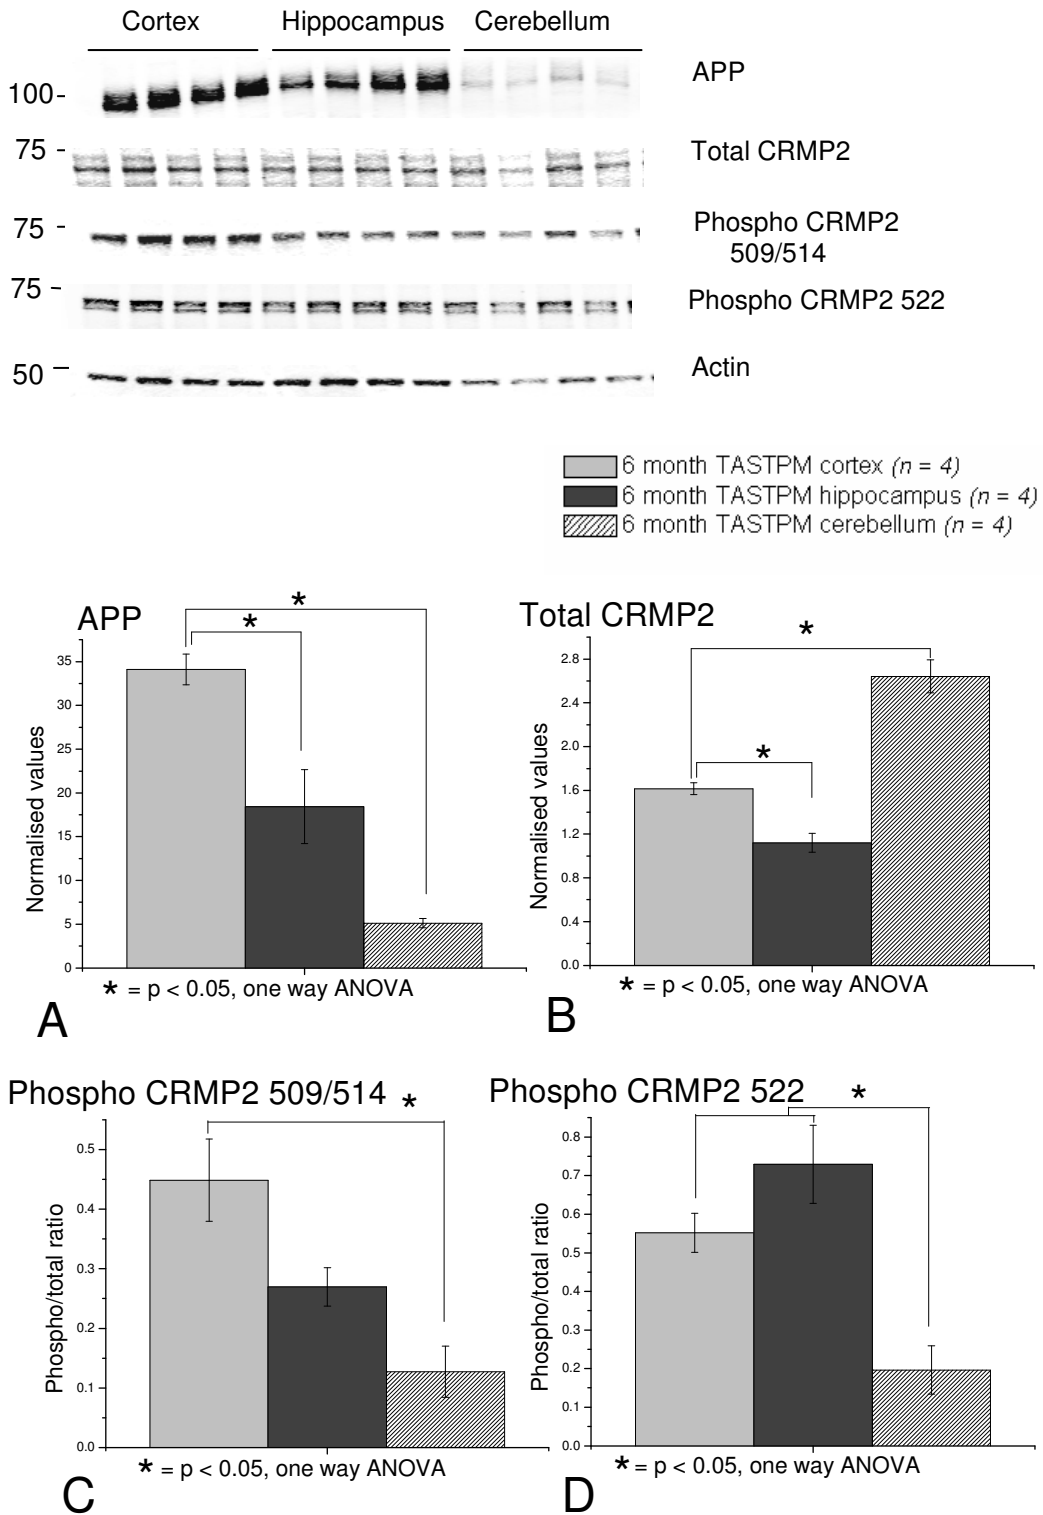 Cortex Hippocampus Cerebellum
100 - APP
75 - Total CRMP2
75 - Phospho CRMP2
509/514
75 - Phospho CRMP2 522
50 - Actin
6 month TASTPM cortex (n = 4)
6 month TASTPM hippocampus (n = 4)
6 month TASTPM cerebellum (n = 4)
APP
* *
Normalised values
35
30
25
20
15
10
5
0
* = p < 0.05, one way ANOVA
A
Total CRMP2
* *
Normalised values
2.8
2.4
2.0
1.6
1.2
0.8
0.4
0.0
* = p < 0.05, one way ANOVA
B
Phospho CRMP2 509/514
*
Phospho/total ratio
0.5
0.4
0.3
0.2
0.1
0.0
* = p < 0.05, one way ANOVA
C
Phospho CRMP2 522
*
Phospho/total ratio
0.8
0.7
0.6
0.5
0.4
0.3
0.2
0.1
0.0
* = p < 0.05, one way ANOVA
D